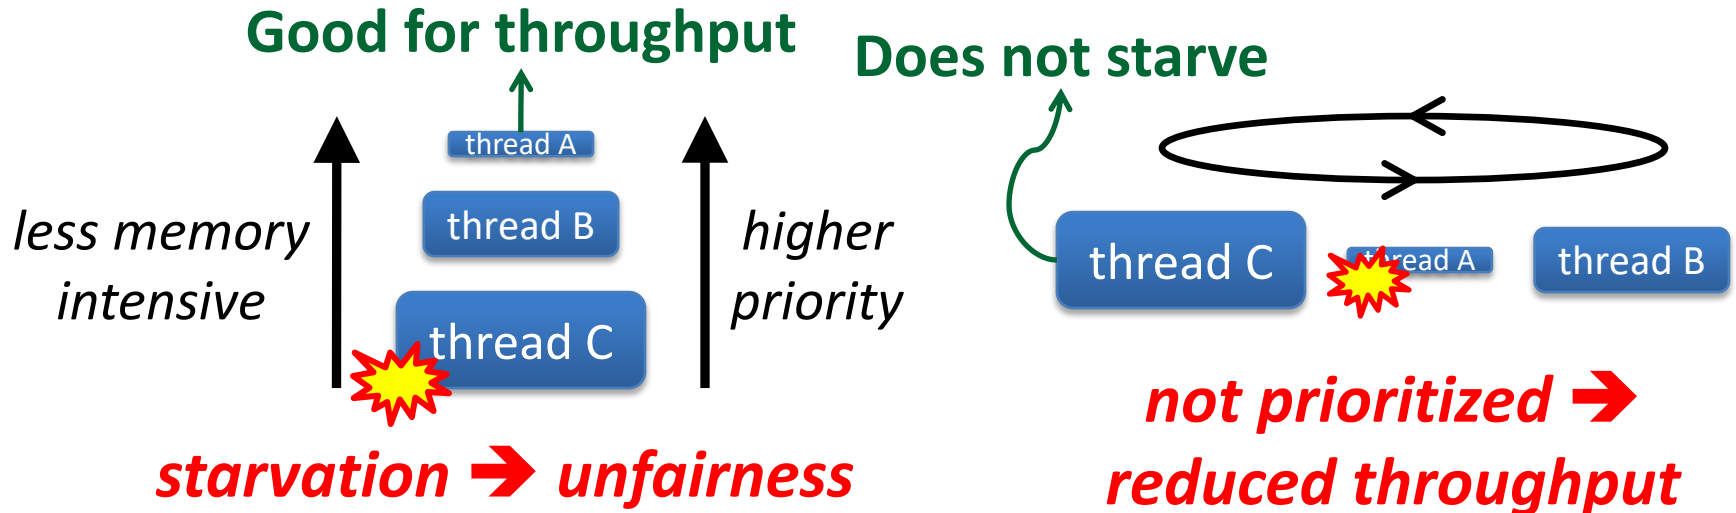 Good for throughput
thread A
thread B
thread C
less memory
intensive
higher
priority
starvation ➔ unfairness
Does not starve
thread C
thread A
thread B
not prioritized ➔
reduced throughput